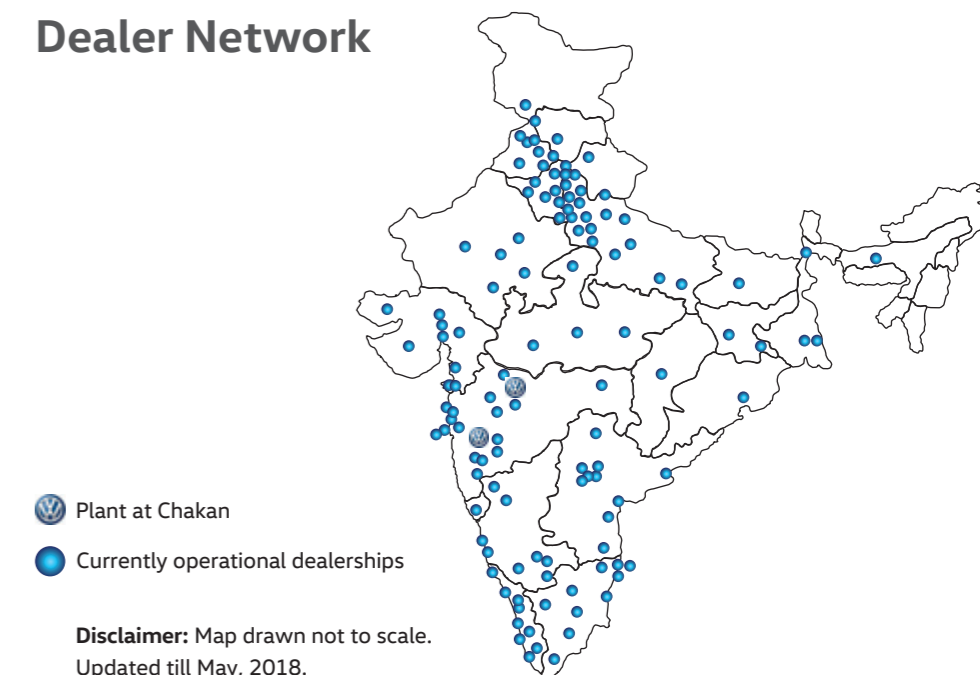 Dealer Network
Plant at Chakan
Currently operational dealerships
Disclaimer: Map drawn not to scale.
Updated till May, 2018.